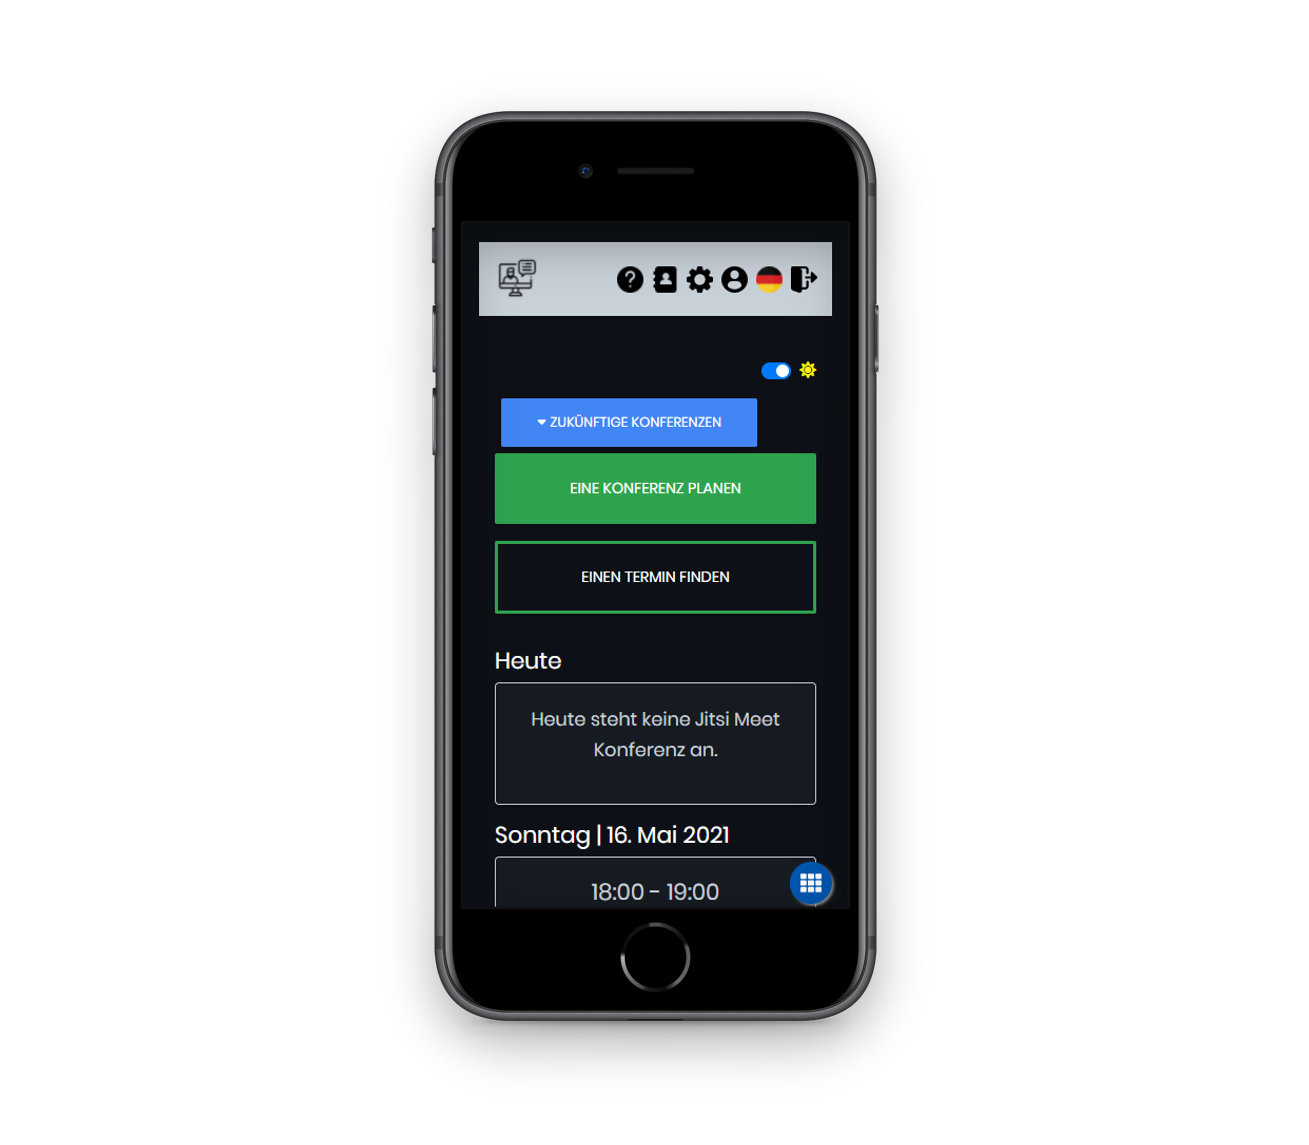 ZUKÜNFTIGE KONFERENZEN
EINE KONFERENZ PLANEN
EINEN TERMIN FINDEN
Heute
Heute steht keine Jitsi Meet
Konferenz an.
Sonntag | 16. Mai 2021
18:00 - 19:00